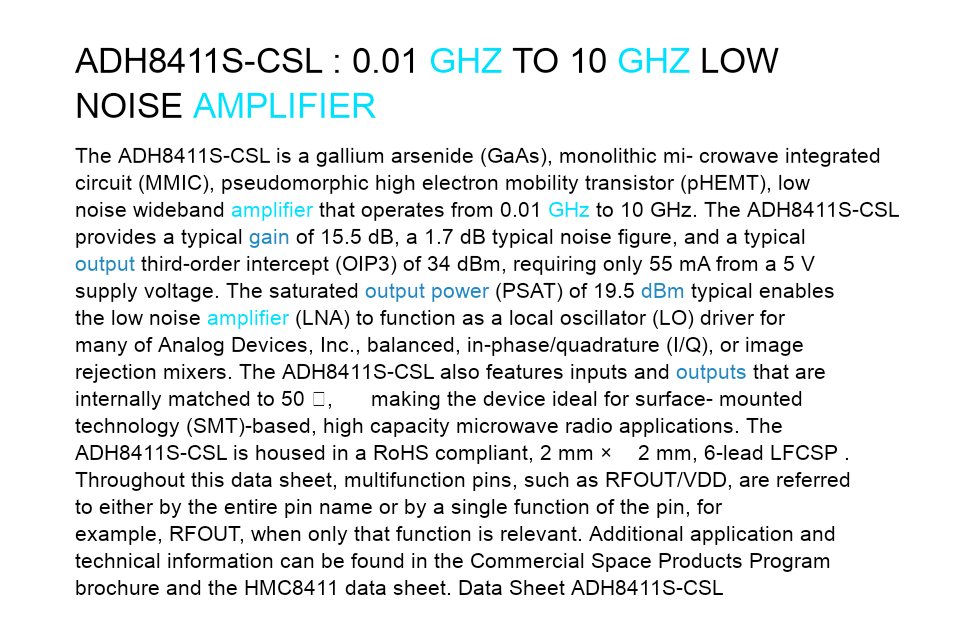 ADH8411S-CSL : 0.01 GHZ TO 10 GHZ LOW
NOISE AMPLIFIER
The ADH8411S-CSL is a gallium arsenide (GaAs), monolithic mi- crowave integrated
circuit (MMIC), pseudomorphic high electron mobility transistor (pHEMT), low
noise wideband amplifier that operates from 0.01 GHz to 10 GHz. The ADH8411S-CSL
provides a typical gain of 15.5 dB, a 1.7 dB typical noise figure, and a typical
output third-order intercept (OIP3) of 34 dBm, requiring only 55 mA from a 5 V
supply voltage. The saturated output power (PSAT) of 19.5 dBm typical enables
the low noise amplifier (LNA) to function as a local oscillator (LO) driver for
many of Analog Devices, Inc., balanced, in-phase/quadrature (I/Q), or image
rejection mixers. The ADH8411S-CSL also features inputs and outputs that are
internally matched to 50 □, making the device ideal for surface- mounted
technology (SMT)-based, high capacity microwave radio applications. The
ADH8411S-CSL is housed in a RoHS compliant, 2 mm × 2 mm, 6-lead LFCSP .
Throughout this data sheet, multifunction pins, such as RFOUT/VDD, are referred
to either by the entire pin name or by a single function of the pin, for
example, RFOUT, when only that function is relevant. Additional application and
technical information can be found in the Commercial Space Products Program
brochure and the HMC8411 data sheet. Data Sheet ADH8411S-CSL